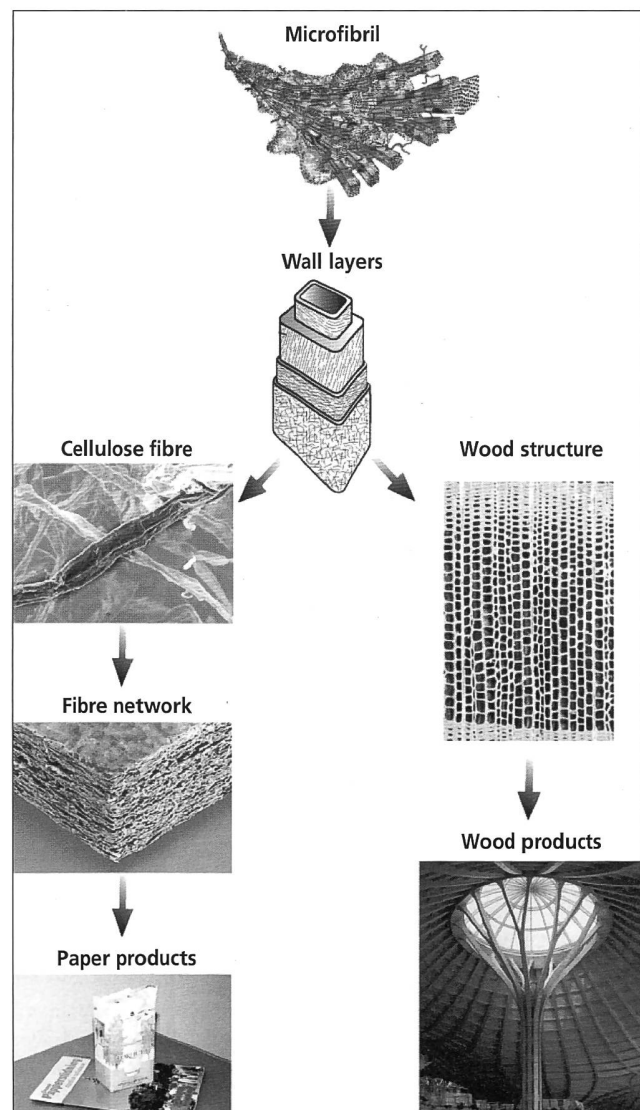 Microfibril
Wall layers
Cellulose fibre
Wood structure
Fibre network
Wood products
Paper products